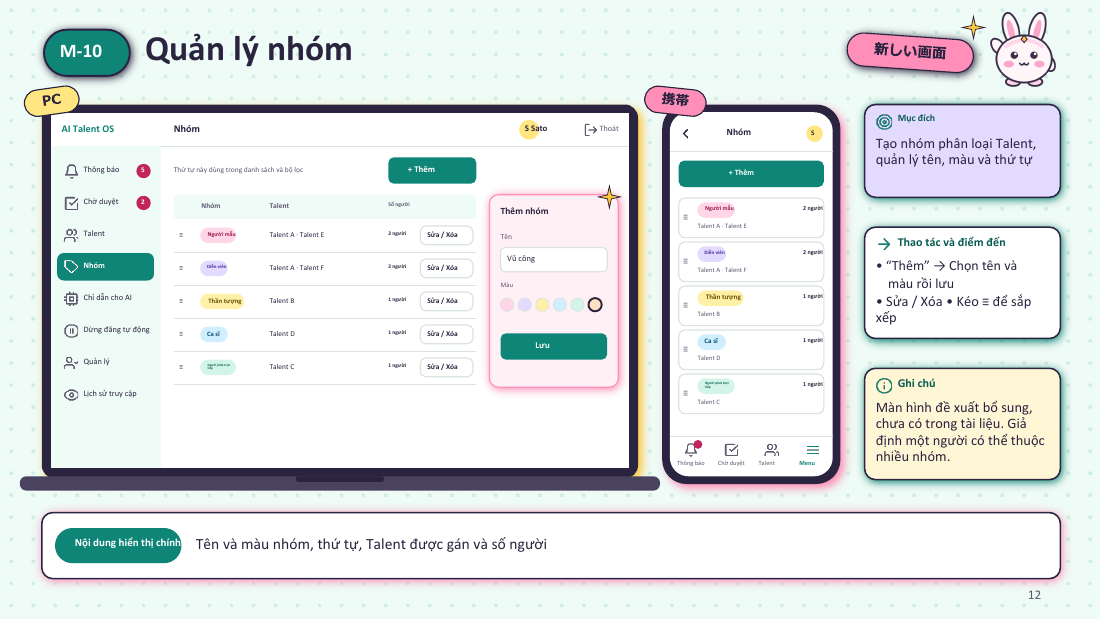 M-10
Quản lý nhóm
新しい画面
PC
AI Talent OS
Nhóm
S Sato
Thoát
Thông báo
5
Chờ duyệt
2
Talent
Nhóm
Chỉ dẫn cho AI
Dừng đăng tự động
Quản lý
Lịch sử truy cập
Thứ tự này dùng trong danh sách và bộ lọc
+ Thêm
Nhóm
Talent
Số người
≡
Người mẫu
Talent A · Talent E
2 người
Sửa / Xóa
≡
Diễn viên
Talent A · Talent F
2 người
Sửa / Xóa
≡
Thần tượng
Talent B
1 người
Sửa / Xóa
≡
Ca sĩ
Talent D
1 người
Sửa / Xóa
≡
Talent C
1 người
Sửa / Xóa
Thêm nhóm
Tên
Vũ công
Màu
Lưu
携帯
Nhóm
S
+ Thêm
≡
Người mẫu
2 người
Talent A · Talent E
≡
Diễn viên
2 người
Talent A · Talent F
≡
Thần tượng
1 người
Talent B
≡
Ca sĩ
1 người
Talent D
≡
1 người
Talent C
Thông báo
Chờ duyệt
Talent
Menu
Mục đích
Tạo nhóm phân loại Talent,
quản lý tên, màu và thứ tự
Thao tác và điểm đến
• “Thêm” → Chọn tên và
màu rồi lưu
• Sửa / Xóa • Kéo ≡ để sắp
xếp
Ghi chú
Màn hình đề xuất bổ sung,
chưa có trong tài liệu. Giả
định một người có thể thuộc
nhiều nhóm.
Nội dung hiển thị chính
Tên và màu nhóm, thứ tự, Talent được gán và số người
12